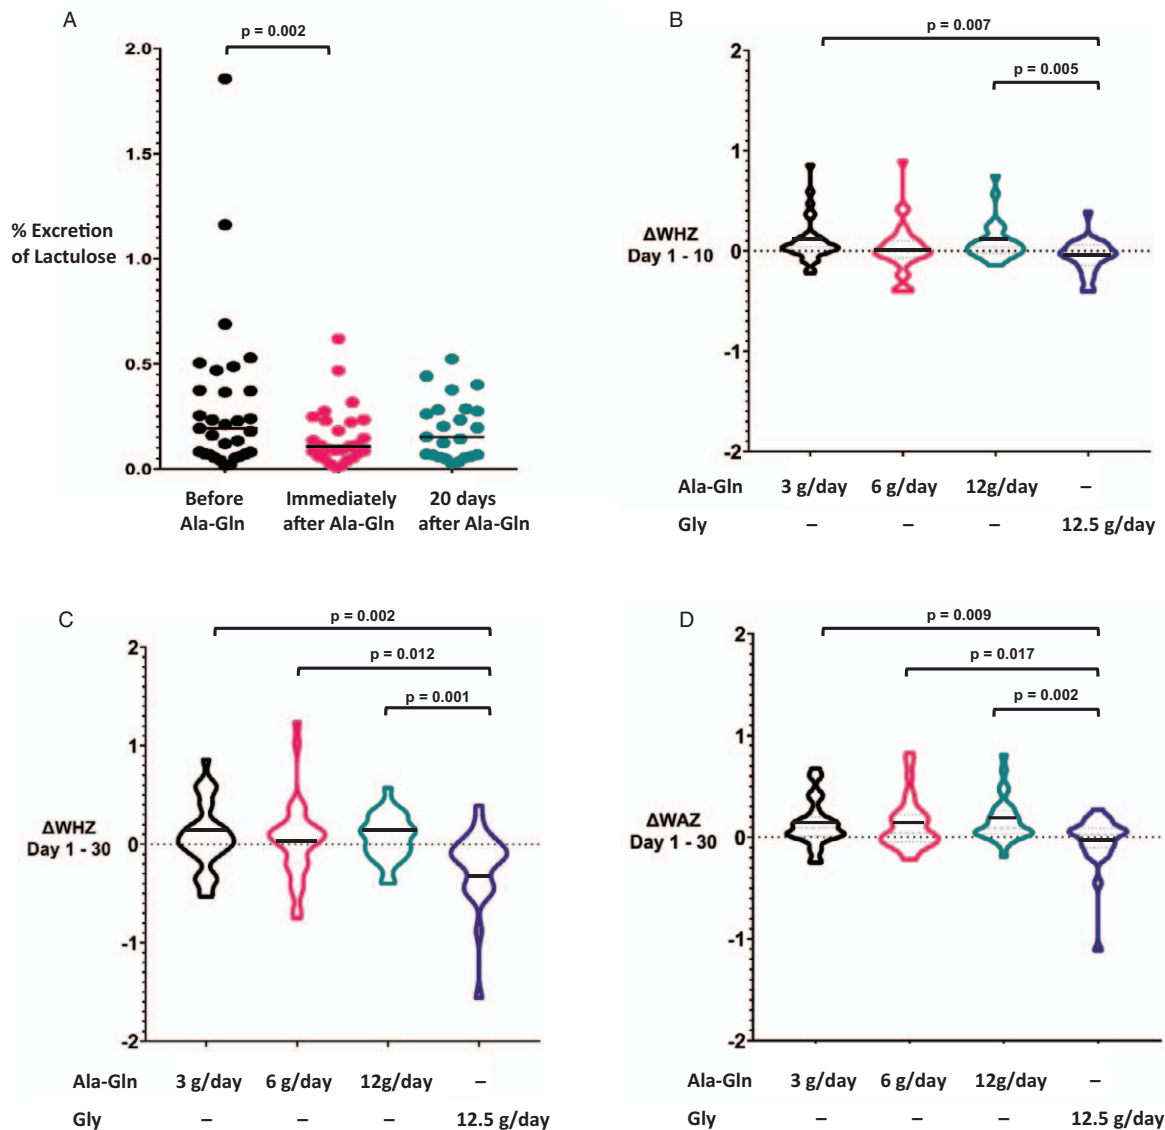 A
p = 0.002
2.0
1.5
% Excretion
of Lactulose
1.0
0.5
0.0
Before
Ala-Gln
Immediately
after Ala-Gln
20 days
after Ala-Gln
B
p = 0.007
p = 0.005
2
1
ΔWHZ
Day 1 - 10
0
-1
-2
Ala-Gln 3 g/day 6 g/day 12g/day –
Gly – – – 12.5 g/day
C
p = 0.002
p = 0.012
p = 0.001
2
1
ΔWHZ
Day 1 - 30
0
-1
-2
Ala-Gln 3 g/day 6 g/day 12g/day –
Gly – – – 12.5 g/day
D
p = 0.009
p = 0.017
p = 0.002
2
1
ΔWAZ
Day 1 - 30
0
-1
-2
Ala-Gln 3 g/day 6 g/day 12g/day –
Gly – – – 12.5 g/day